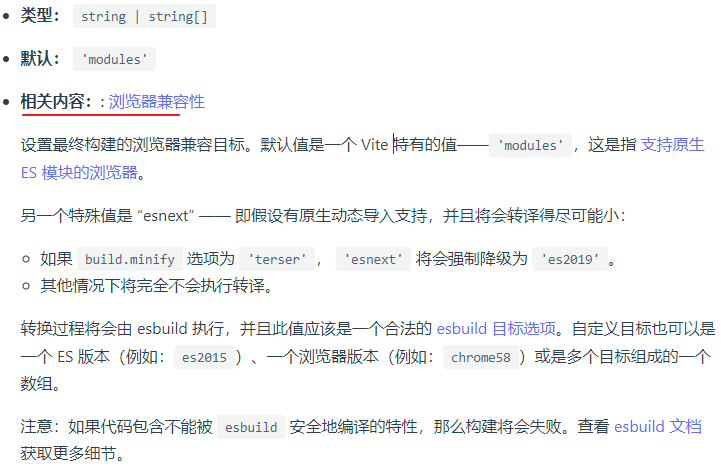 类型： string | string[]
默认： 'modules'
相关内容：: 浏览器兼容性
设置最终构建的浏览器兼容目标。默认值是一个 Vite 特有的值——'modules'，这是指 支持原生
ES 模块的浏览器。
另一个特殊值是 “esnext” —— 即假设有原生动态导入支持，并且将会转译得尽可能小：
如果 build.minify 选项为 'terser'， 'esnext' 将会强制降级为 'es2019'。
其他情况下将完全不会执行转译。
转换过程将会由 esbuild 执行，并且此值应该是一个合法的 esbuild 目标选项。自定义目标也可以是
一个 ES 版本（例如：es2015）、一个浏览器版本（例如：chrome58）或是多个目标组成的一个
数组。
注意：如果代码包含不能被 esbuild 安全地编译的特性，那么构建将会失败。查看 esbuild 文档
获取更多细节。